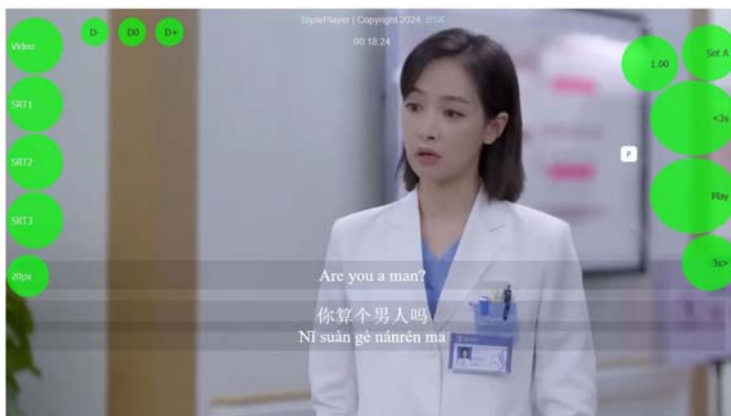 TriplePlayer | Copyright 2024 BSK
00:18:24
Video
D-
D0
D+
1.00
Set A
SRT1
<3s
SRT2
P
Play
SRT3
3s>
20px
Are you a man?
你算个男人吗
Nǐ suàn gè nánrén ma